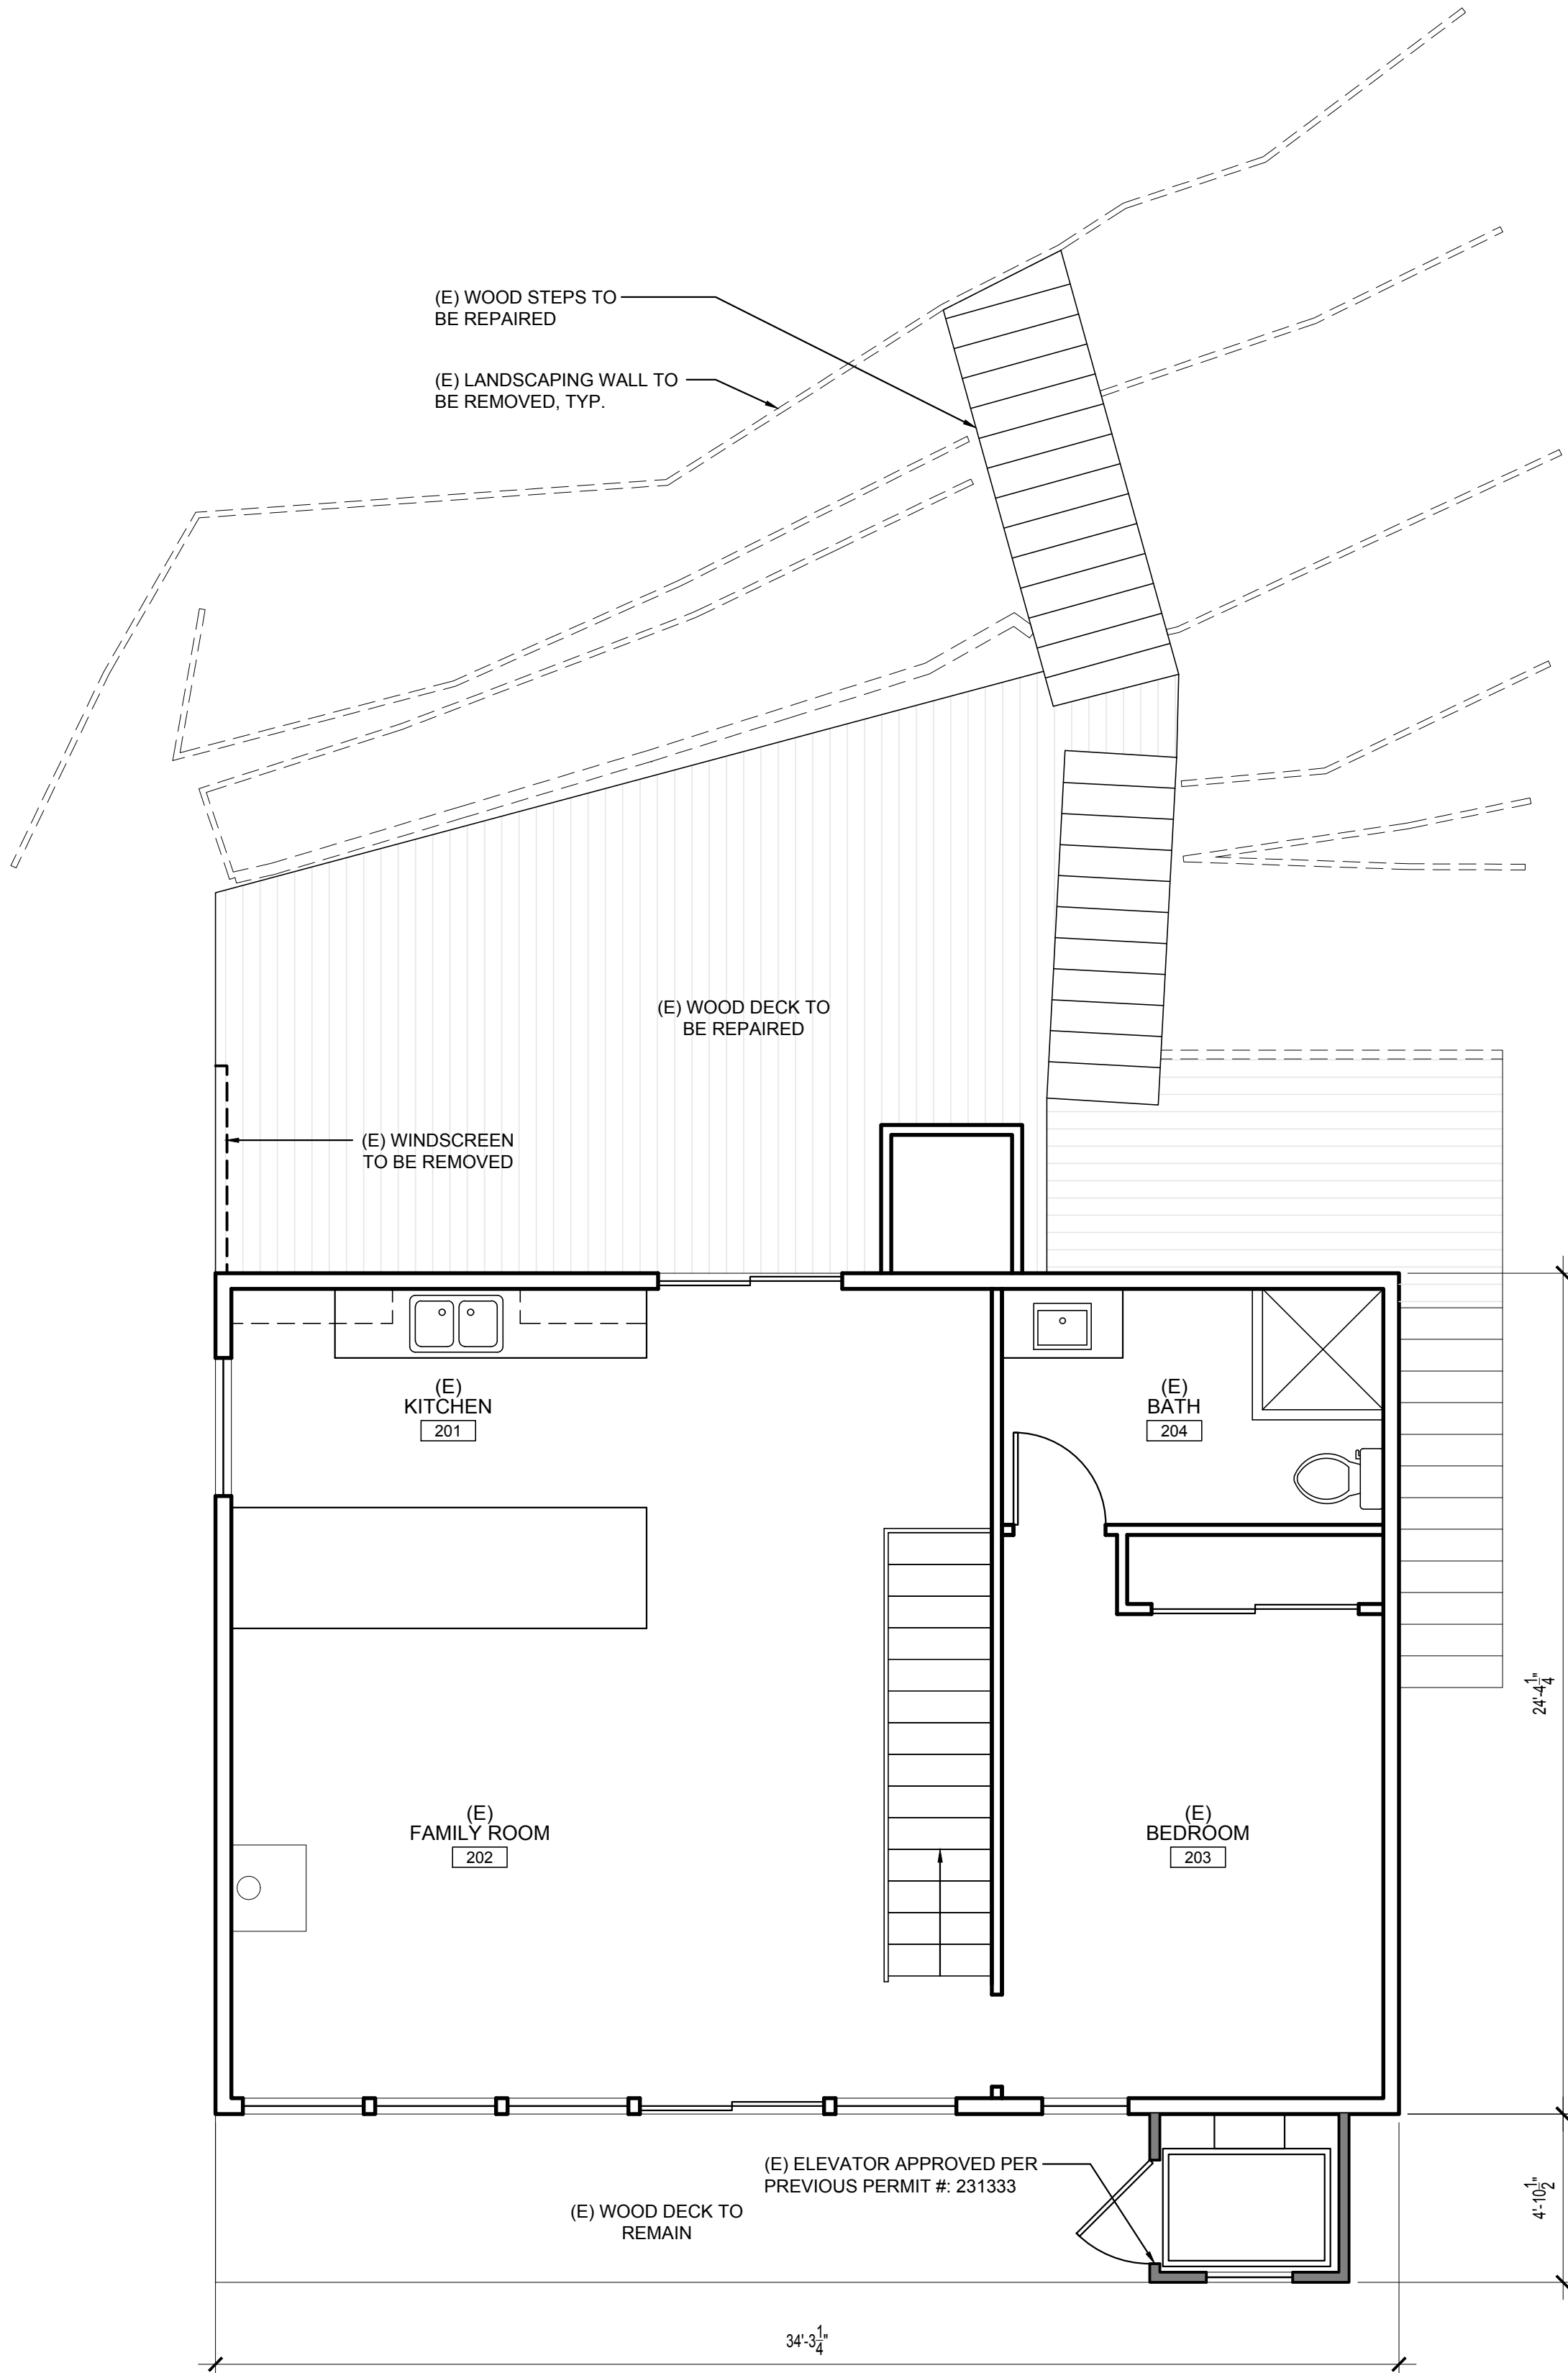 (E) WOOD STEPS TO
BE REPAIRED
(E) LANDSCAPING WALL TO
BE REMOVED, TYP.
(E) WOOD DECK TO
BE REPAIRED
(E) WINDSCREEN
TO BE REMOVED
(E)
KITCHEN
201
(E)
BATH
204
(E)
FAMILY ROOM
202
(E)
BEDROOM
203
24'-4 1/4"
(E) ELEVATOR APPROVED PER
PREVIOUS PERMIT #: 231333
(E) WOOD DECK TO
REMAIN
4'-10 1/2"
34'-3 1/4"